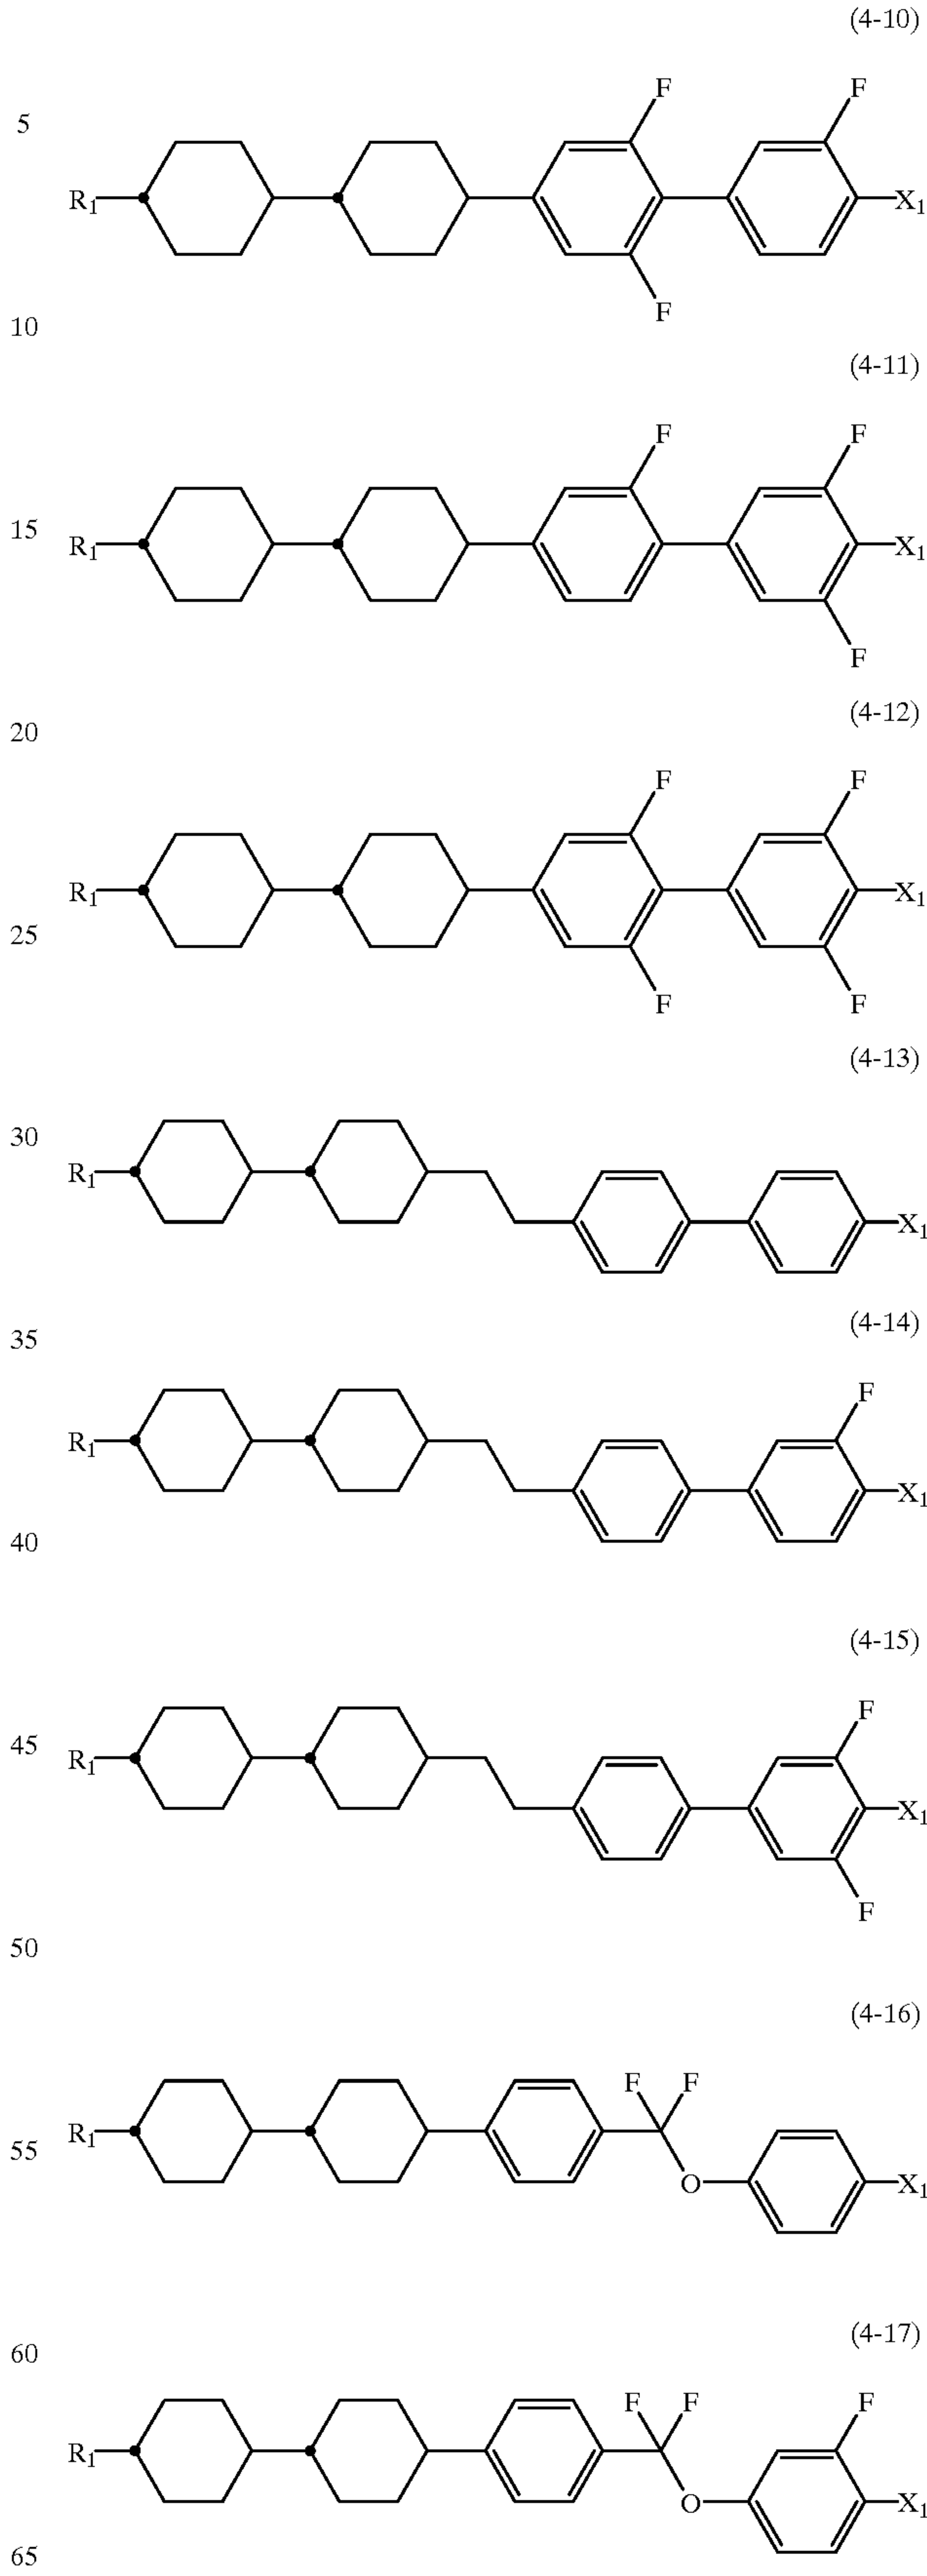 (4-10)
F F
5
R1 X1
F
10
(4-11)
F F
15
R1 X1
F
(4-12)
20
F F
R1 X1
25
F F
(4-13)
30
R1
X1
(4-14)
35
F
R1
X1
40
(4-15)
F
45
R1
X1
F
50
(4-16)
F F
R1
55
O X1
(4-17)
60
F F F
R1
O X1
65